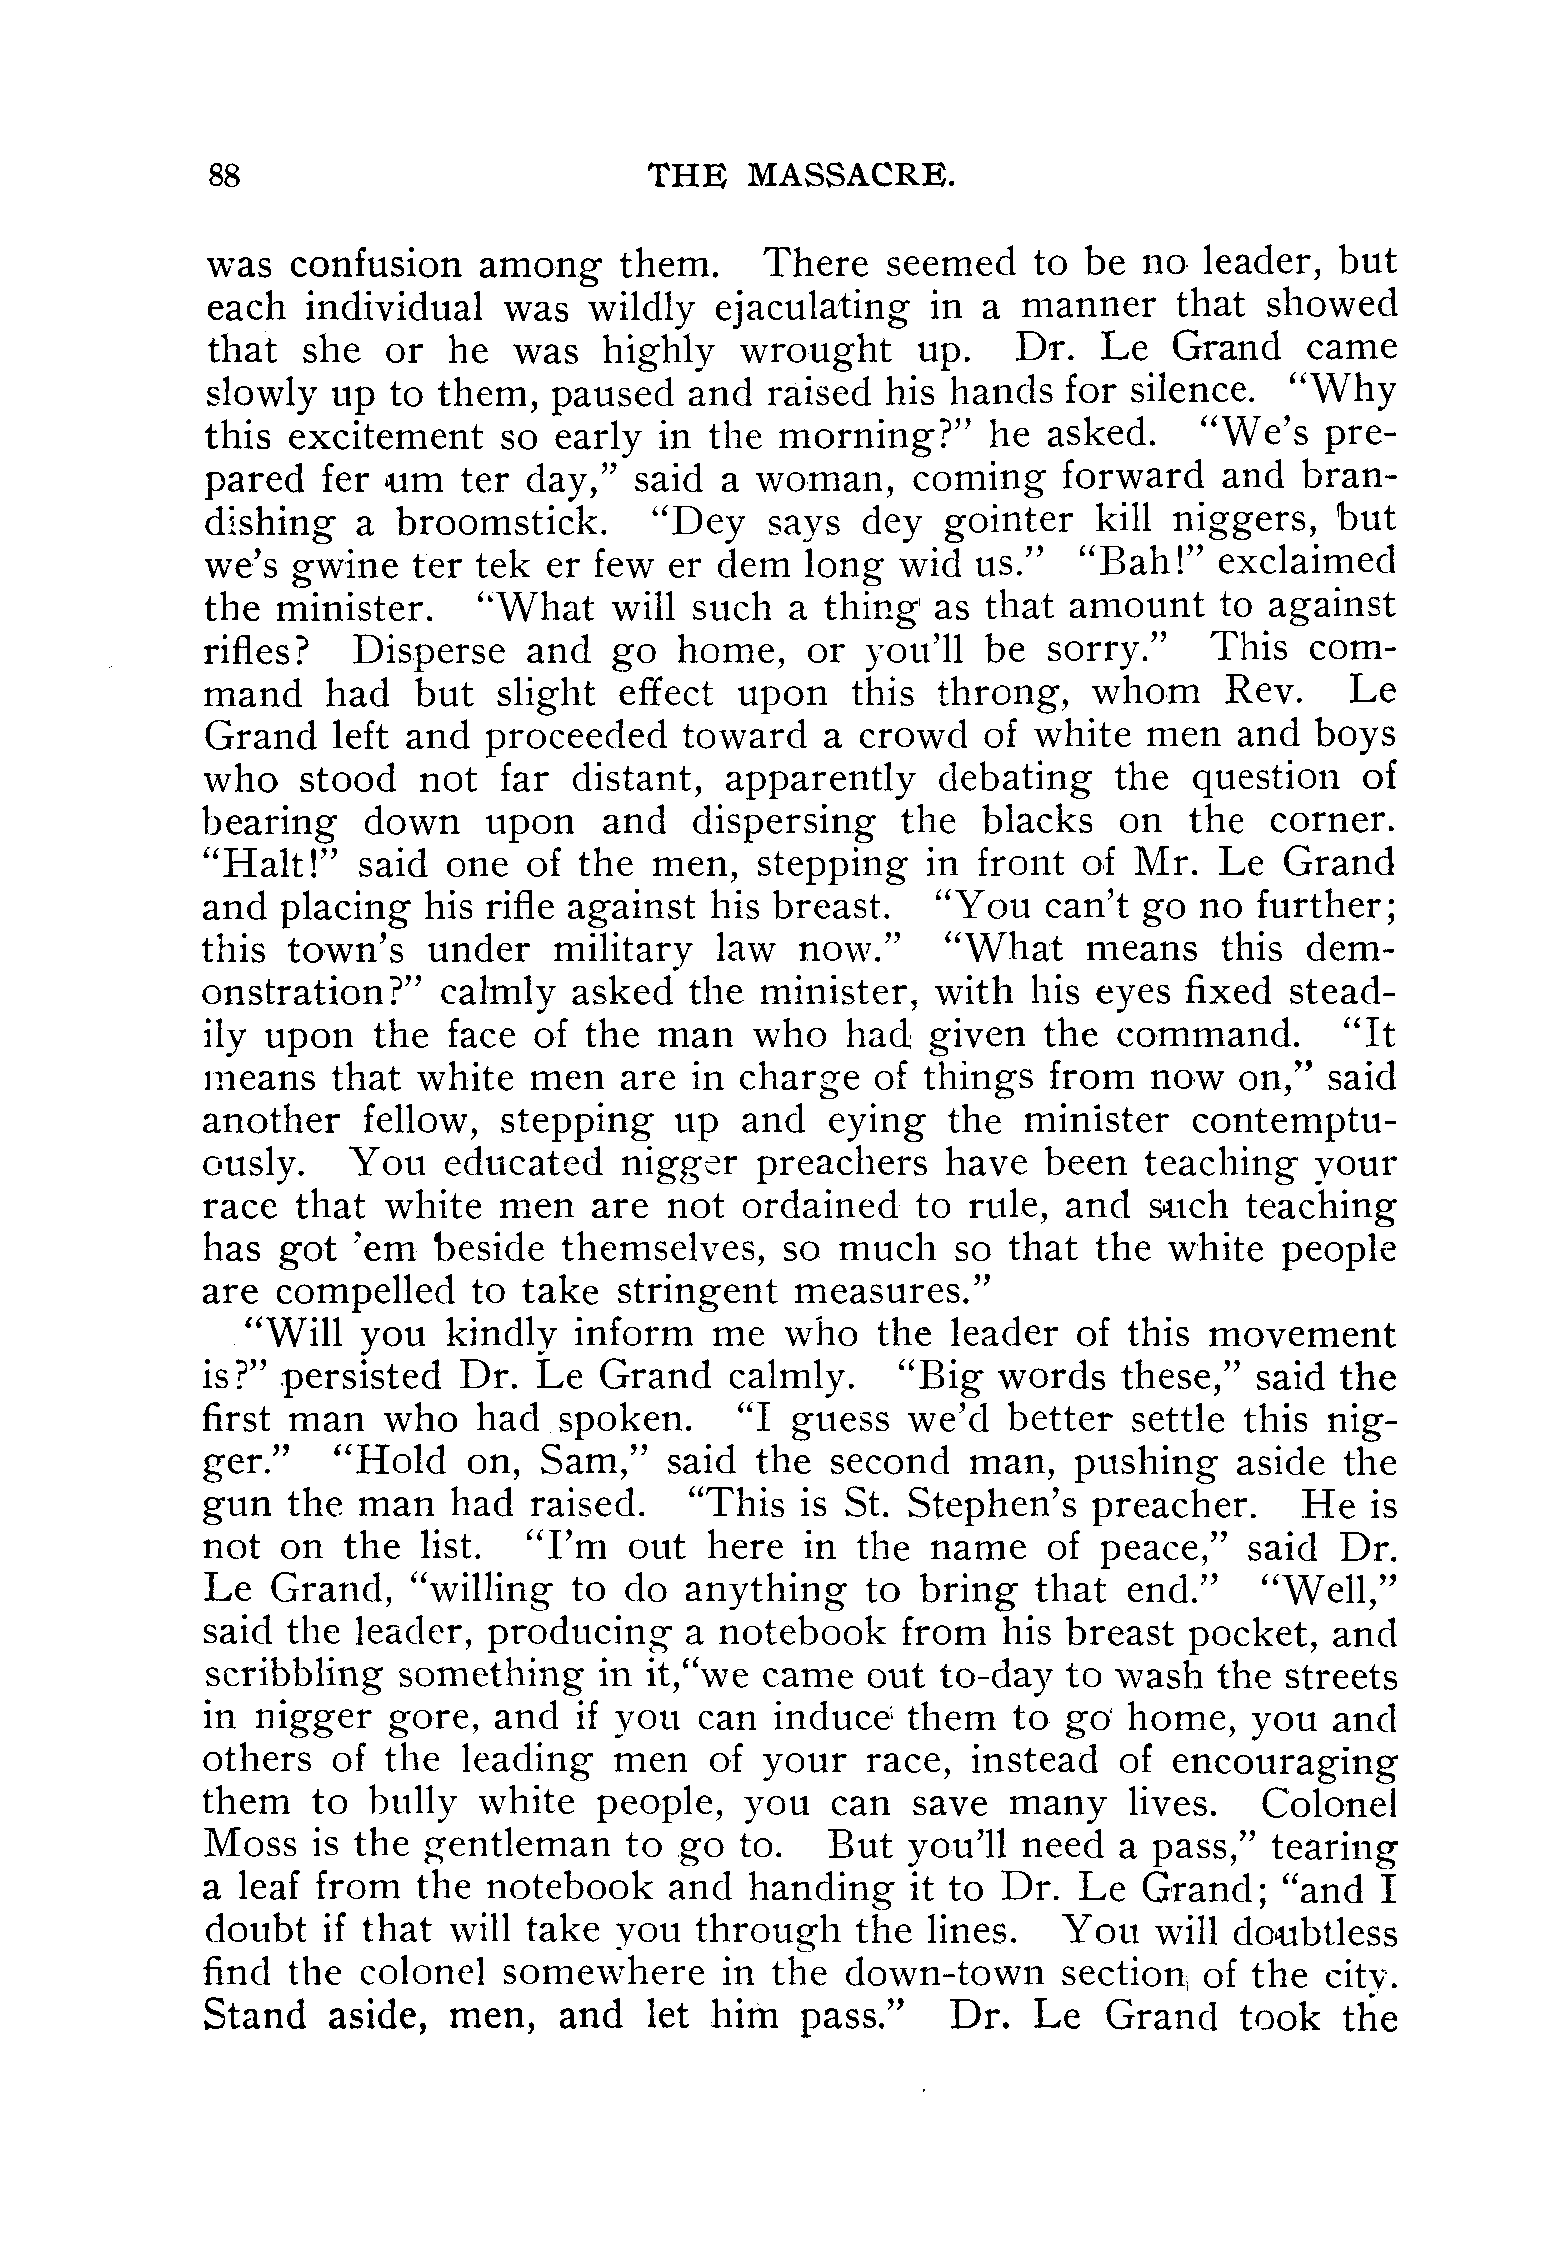 88 THE MASSACRE.
was confusion among them. There seemed to be no leader, but
each individual was wildly ejaculating in a manner that showed
that she or he was highly wrought up. Dr. Le Grand came
slowly up to them, paused and raised his hands for silence. “Why
this excitement so early in the morning?” he asked. “We’s pre-
pared fer um ter day,” said a woman, coming forward and bran-
dishing a broomstick. “Dey says dey gointer kill niggers, but
we’s gwine ter tek er few er dem long wid us.” “Bah!” exclaimed
the minister. “What will such a thing as that amount to against
rifles? Disperse and go home, or you’ll be sorry.” This com-
mand had but slight effect upon this throng, whom Rev. Le
Grand left and proceeded toward a crowd of white men and boys
who stood not far distant, apparently debating the question of
bearing down upon and dispersing the blacks on the corner.
“Halt!” said one of the men, stepping in front of Mr. Le Grand
and placing his rifle against his breast. “You can’t go no further;
this town’s under military law now.” “What means this dem-
onstration?” calmly asked the minister, with his eyes fixed stead-
ily upon the face of the man who had given the command. “It
means that white men are in charge of things from now on,” said
another fellow, stepping up and eying the minister contemptu-
ously. You educated nigger preachers have been teaching your
race that white men are not ordained to rule, and such teaching
has got ’em beside themselves, so much so that the white people
are compelled to take stringent measures.”
“Will you kindly inform me who the leader of this movement
is?” persisted Dr. Le Grand calmly. “Big words these,” said the
first man who had spoken. “I guess we’d better settle this nig-
ger.” “Hold on, Sam,” said the second man, pushing aside the
gun the man had raised. “This is St. Stephen’s preacher. He is
not on the list. “I’m out here in the name of peace,” said Dr.
Le Grand, “willing to do anything to bring that end.” “Well,”
said the leader, producing a notebook from his breast pocket, and
scribbling something in it,“we came out to-day to wash the streets
in nigger gore, and if you can induce them to go home, you and
others of the leading men of your race, instead of encouraging
them to bully white people, you can save many lives. Colonel
Moss is the gentleman to go to. But you’ll need a pass,” tearing
a leaf from the notebook and handing it to Dr. Le Grand; “and I
doubt if that will take you through the lines. You will doubtless
find the colonel somewhere in the down-town section of the city.
Stand aside, men, and let him pass.” Dr. Le Grand took the